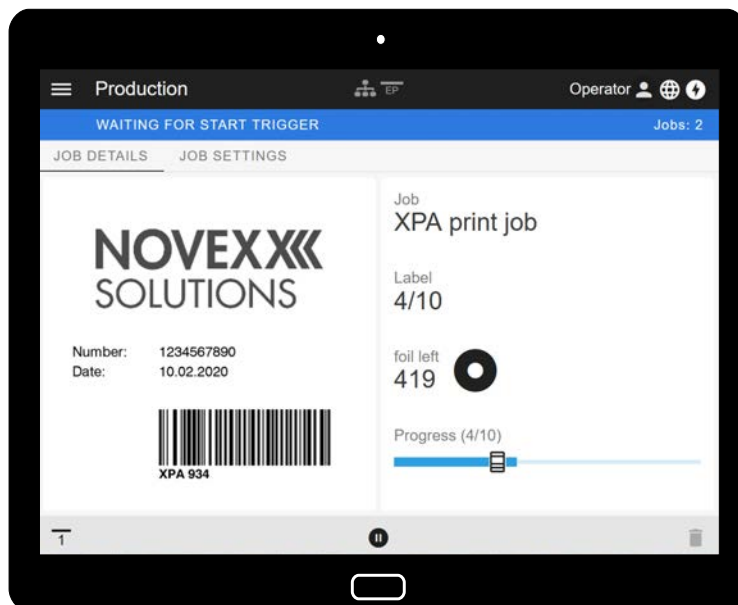 Production
EP
Operator
WAITING FOR START TRIGGER
Jobs: 2
JOB DETAILS
JOB SETTINGS
NOVEXX
SOLUTIONS
Number: 1234567890
Date: 10.02.2020
XPA 934
Job
XPA print job
Label
4/10
foil left
419
Progress (4/10)
1